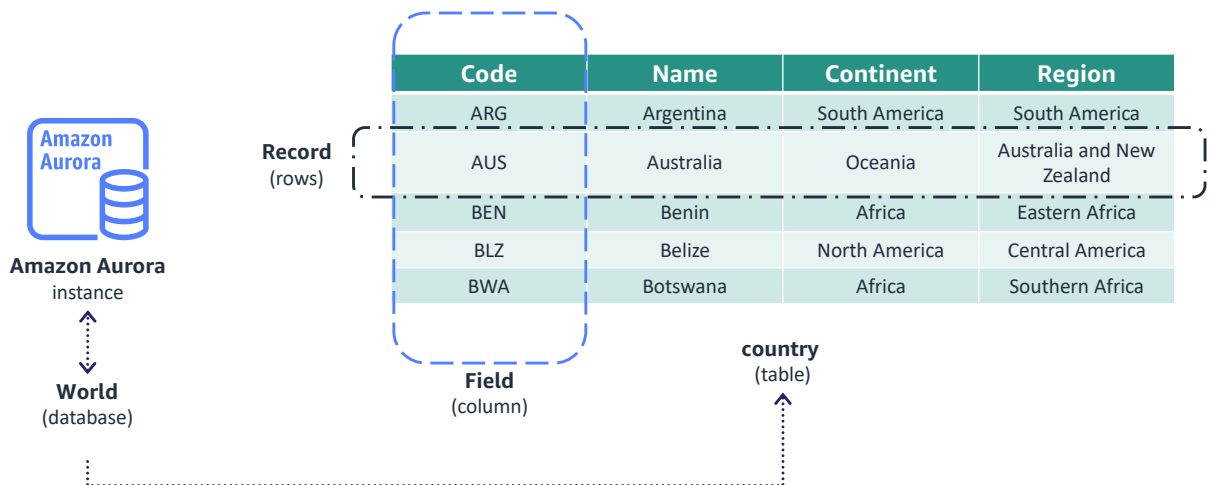 Code Name Continent Region
ARG Argentina South America South America
AUS Australia Oceania Australia and New
Zealand
BEN Benin Africa Eastern Africa
BLZ Belize North America Central America
BWA Botswana Africa Southern Africa
Record
(rows)
Amazon
Aurora
Amazon Aurora
instance
World
(database)
Field
(column)
country
(table)